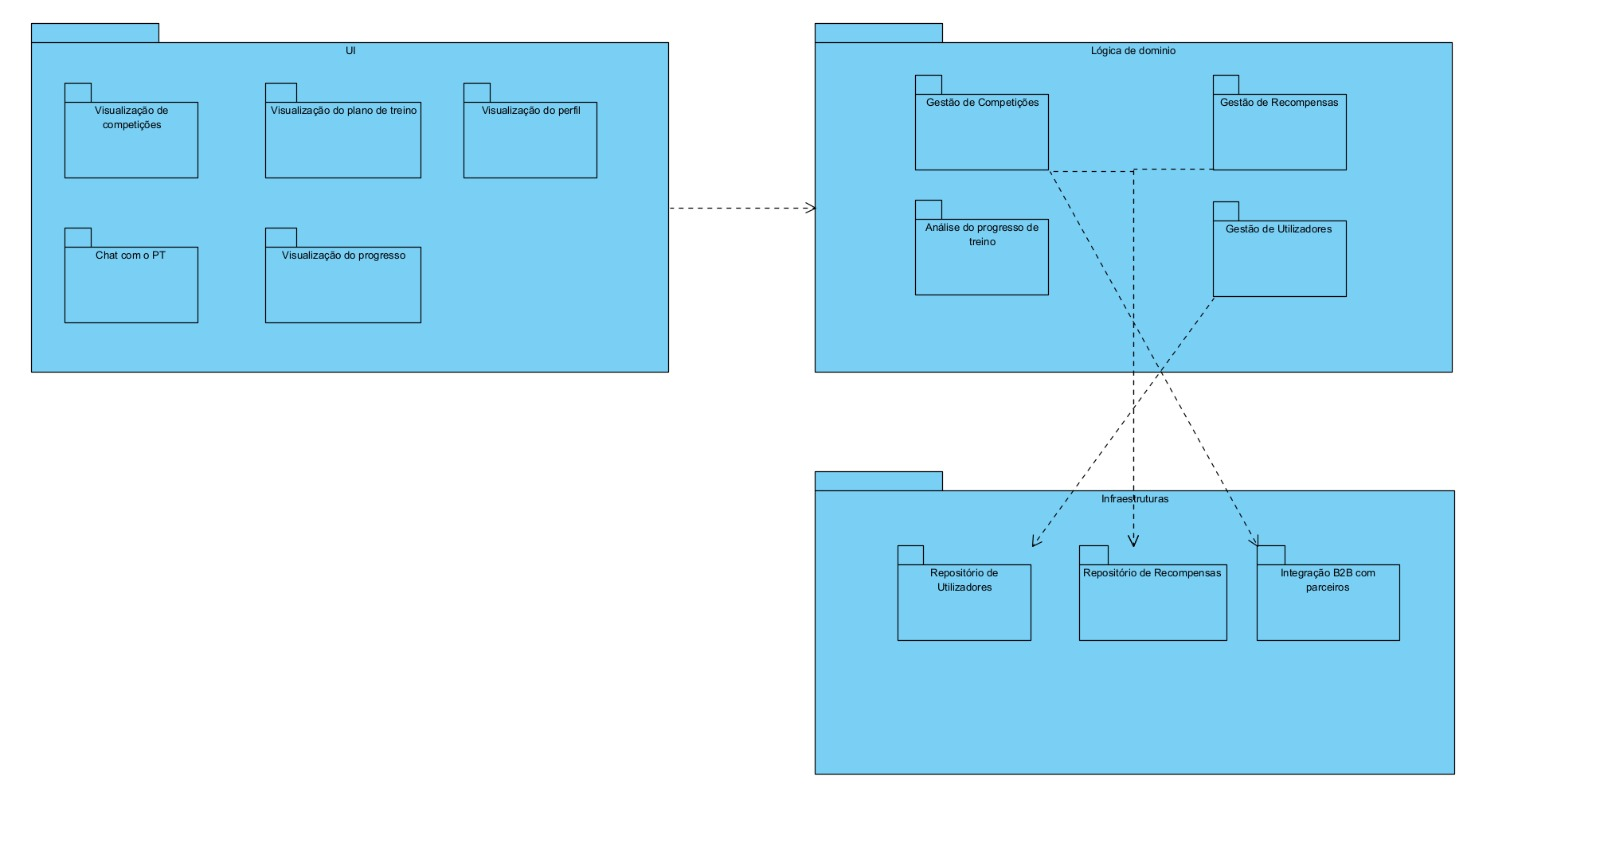 UI
Visualização de
competições
Visualização do plano de treino
Visualização do perfil
Chat com o PT
Visualização do progresso
Lógica de dominio
Gestão de Competições
Gestão de Recompensas
Análise do progresso de
treino
Gestão de Utilizadores
Infraestruturas
Repositório de
Utilizadores
Repositório de Recompensas
Integração B2B com
parceiros